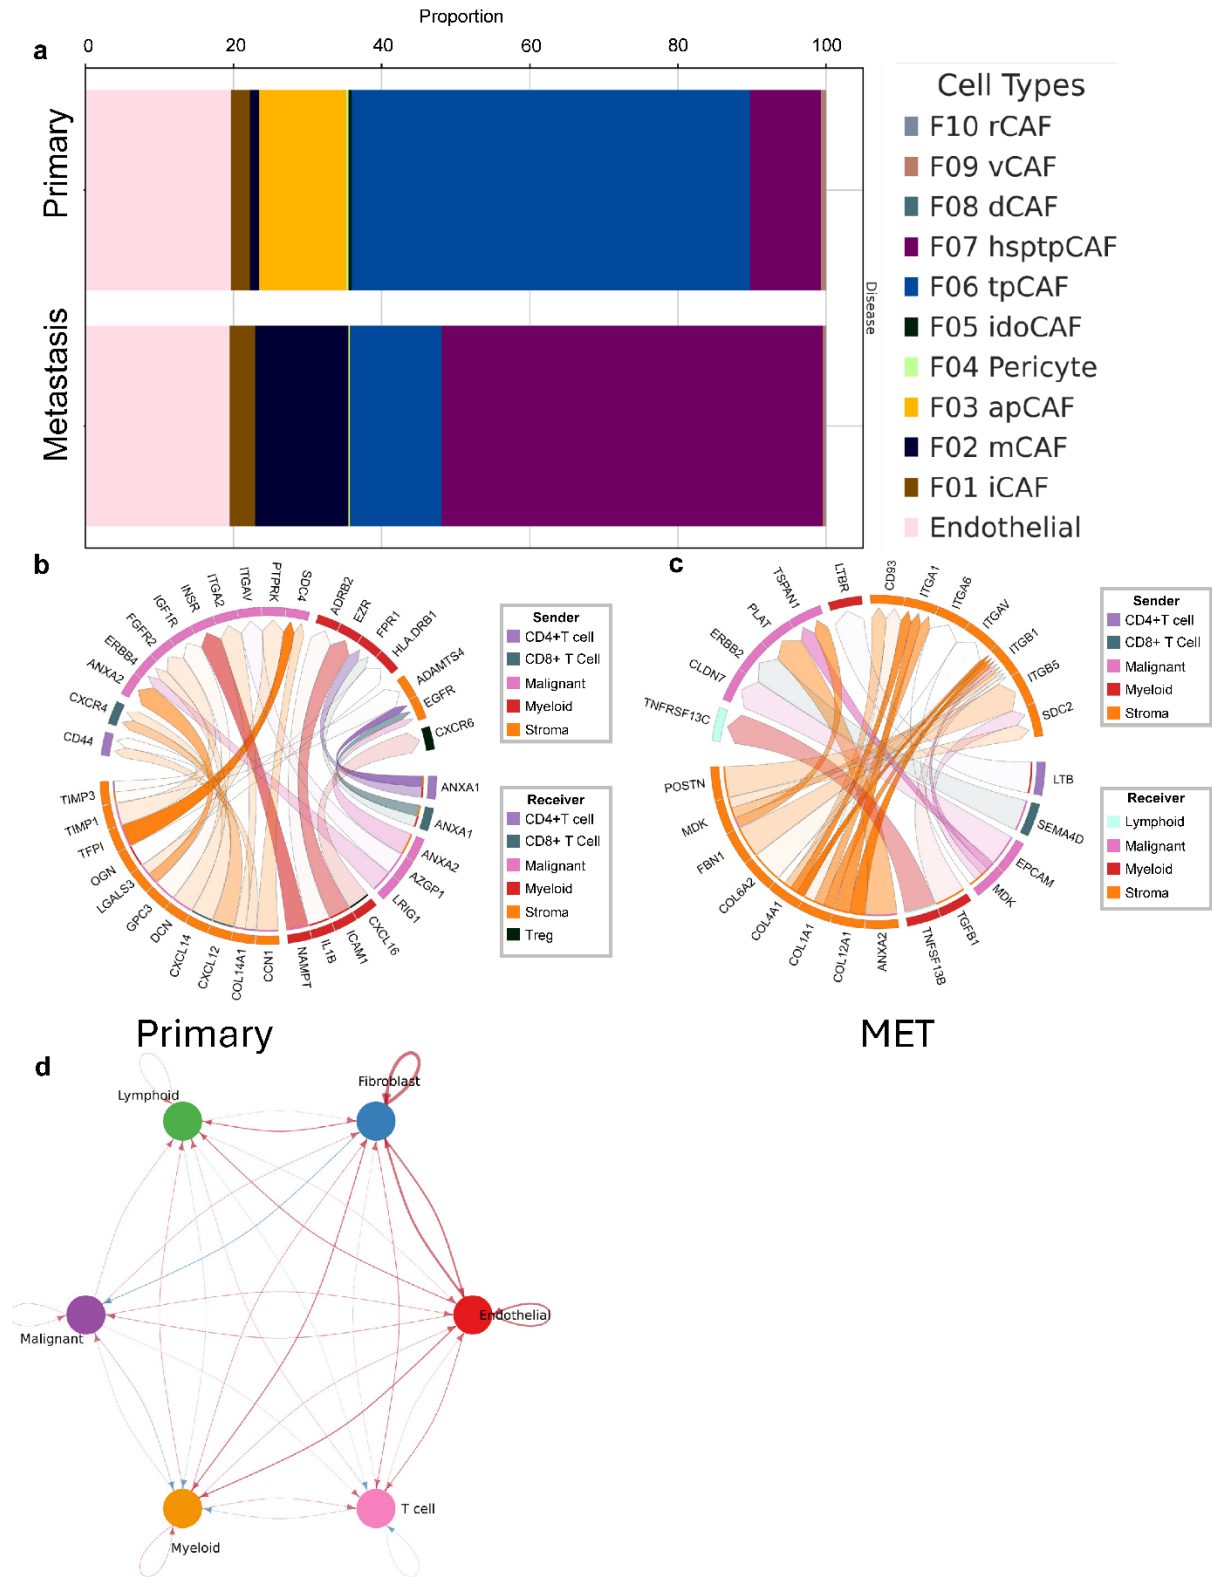 Proportion
a
0 20 40 60 80 100
Primary
Metastasis
Disease
Cell Types
F10 rCAF
F09 vCAF
F08 dCAF
F07 hsptpCAF
F06 tpCAF
F05 idoCAF
F04 Pericyte
F03 apCAF
F02 mCAF
F01 iCAF
Endothelial
b
CD44
CXCR4
ANXA2
ERBB4
FGFR2
IGF1R
INSR
ITGA2
ITGAV
PTPRK
SDC4
ADRB2
EZR
FPR1
HLA-DRB1
ADAMTS4
EGFR
CXCR6
ANXA1
ANXA1
ANXA2
AZGP1
LRIG1
CXCL16
ICAM1
IL1B
NAMPT
CCN1
COL14A1
CXCL12
CXCL14
DCN
GPC3
LGALS3
OGN
TFPI
TIMP1
TIMP3
Sender
CD4+T cell
CD8+ T Cell
Malignant
Myeloid
Stroma
Receiver
CD4+T cell
CD8+ T Cell
Malignant
Myeloid
Stroma
Treg
Primary
c
TNFRSF13C
CLDN7
ERBB2
PLAT
TSPAN1
LTBR
CD93
ITGA1
ITGA6
ITGAV
ITGB1
ITGB5
SDC2
LTB
SEMA4D
EPCAM
MDK
TGFB1
TNFSF13B
ANXA2
COL12A1
COL1A1
COL4A1
COL6A2
FBN1
MDK
POSTN
Sender
CD4+T cell
CD8+ T Cell
Malignant
Myeloid
Stroma
Receiver
Lymphoid
Malignant
Myeloid
Stroma
MET
d
Lymphoid
Fibroblast
Malignant
Endothelial
Myeloid
T cell